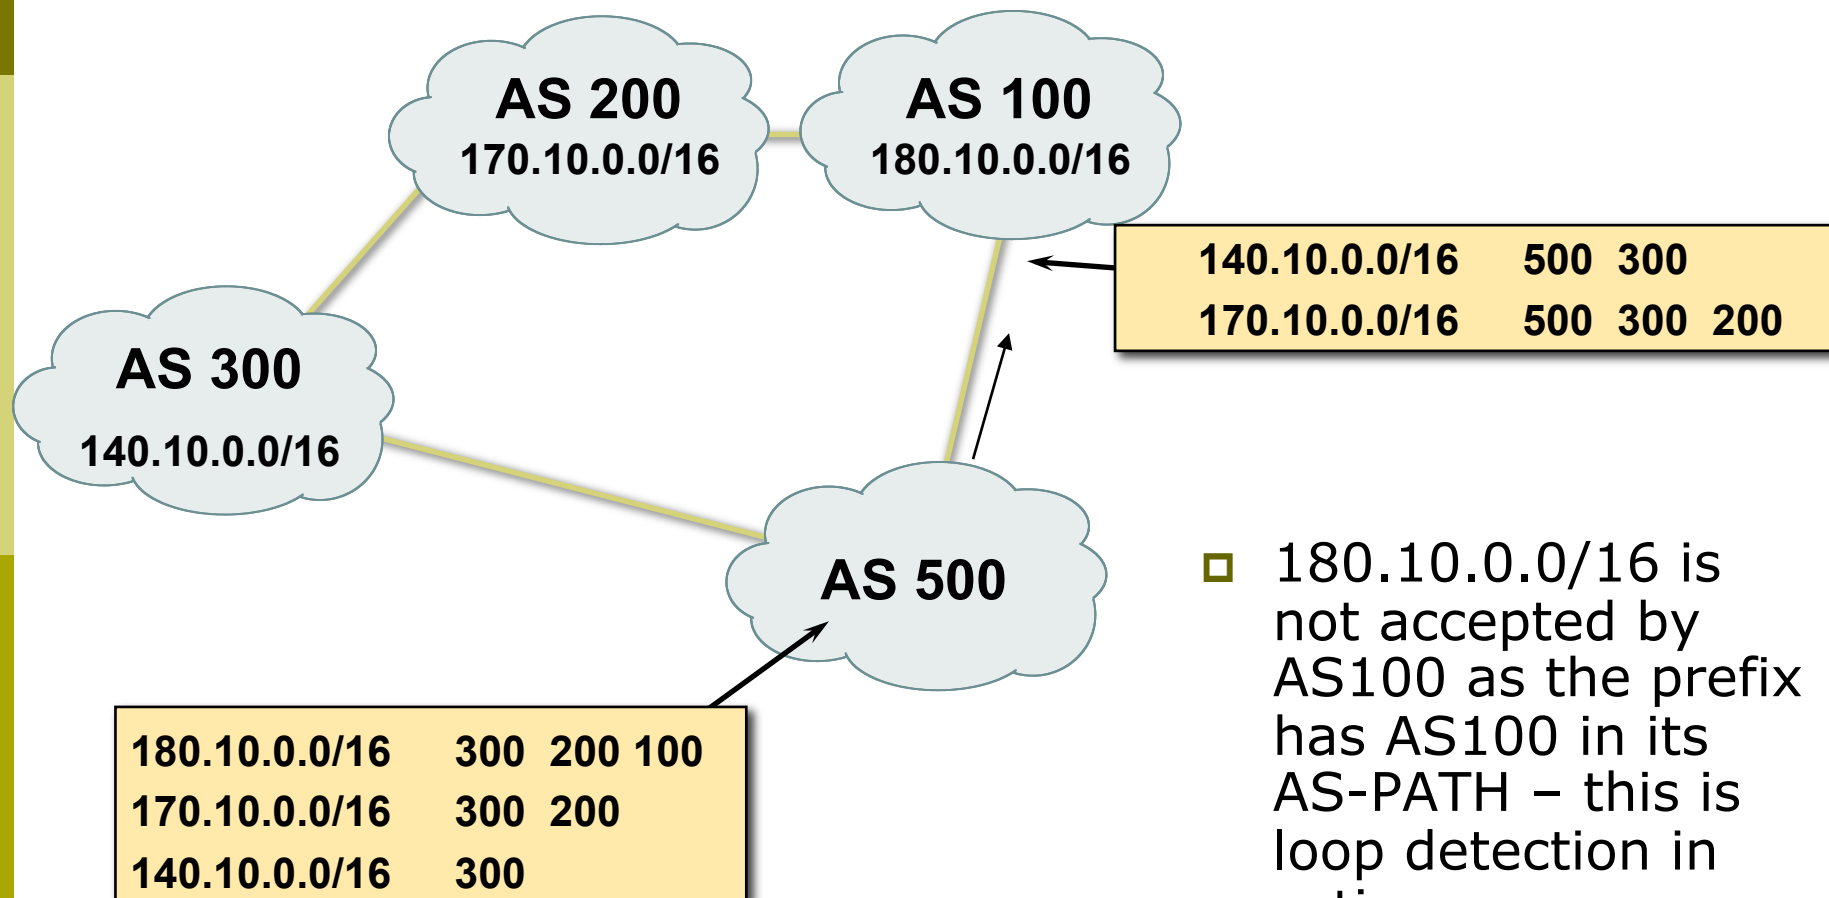 AS 200
170.10.0.0/16
AS 100
180.10.0.0/16
140.10.0.0/16 500 300
170.10.0.0/16 500 300 200
AS 300
140.10.0.0/16
AS 500
180.10.0.0/16 300 200 100
170.10.0.0/16 300 200
140.10.0.0/16 300
180.10.0.0/16 is
not accepted by
AS100 as the prefix
has AS100 in its
AS-PATH – this is
loop detection in